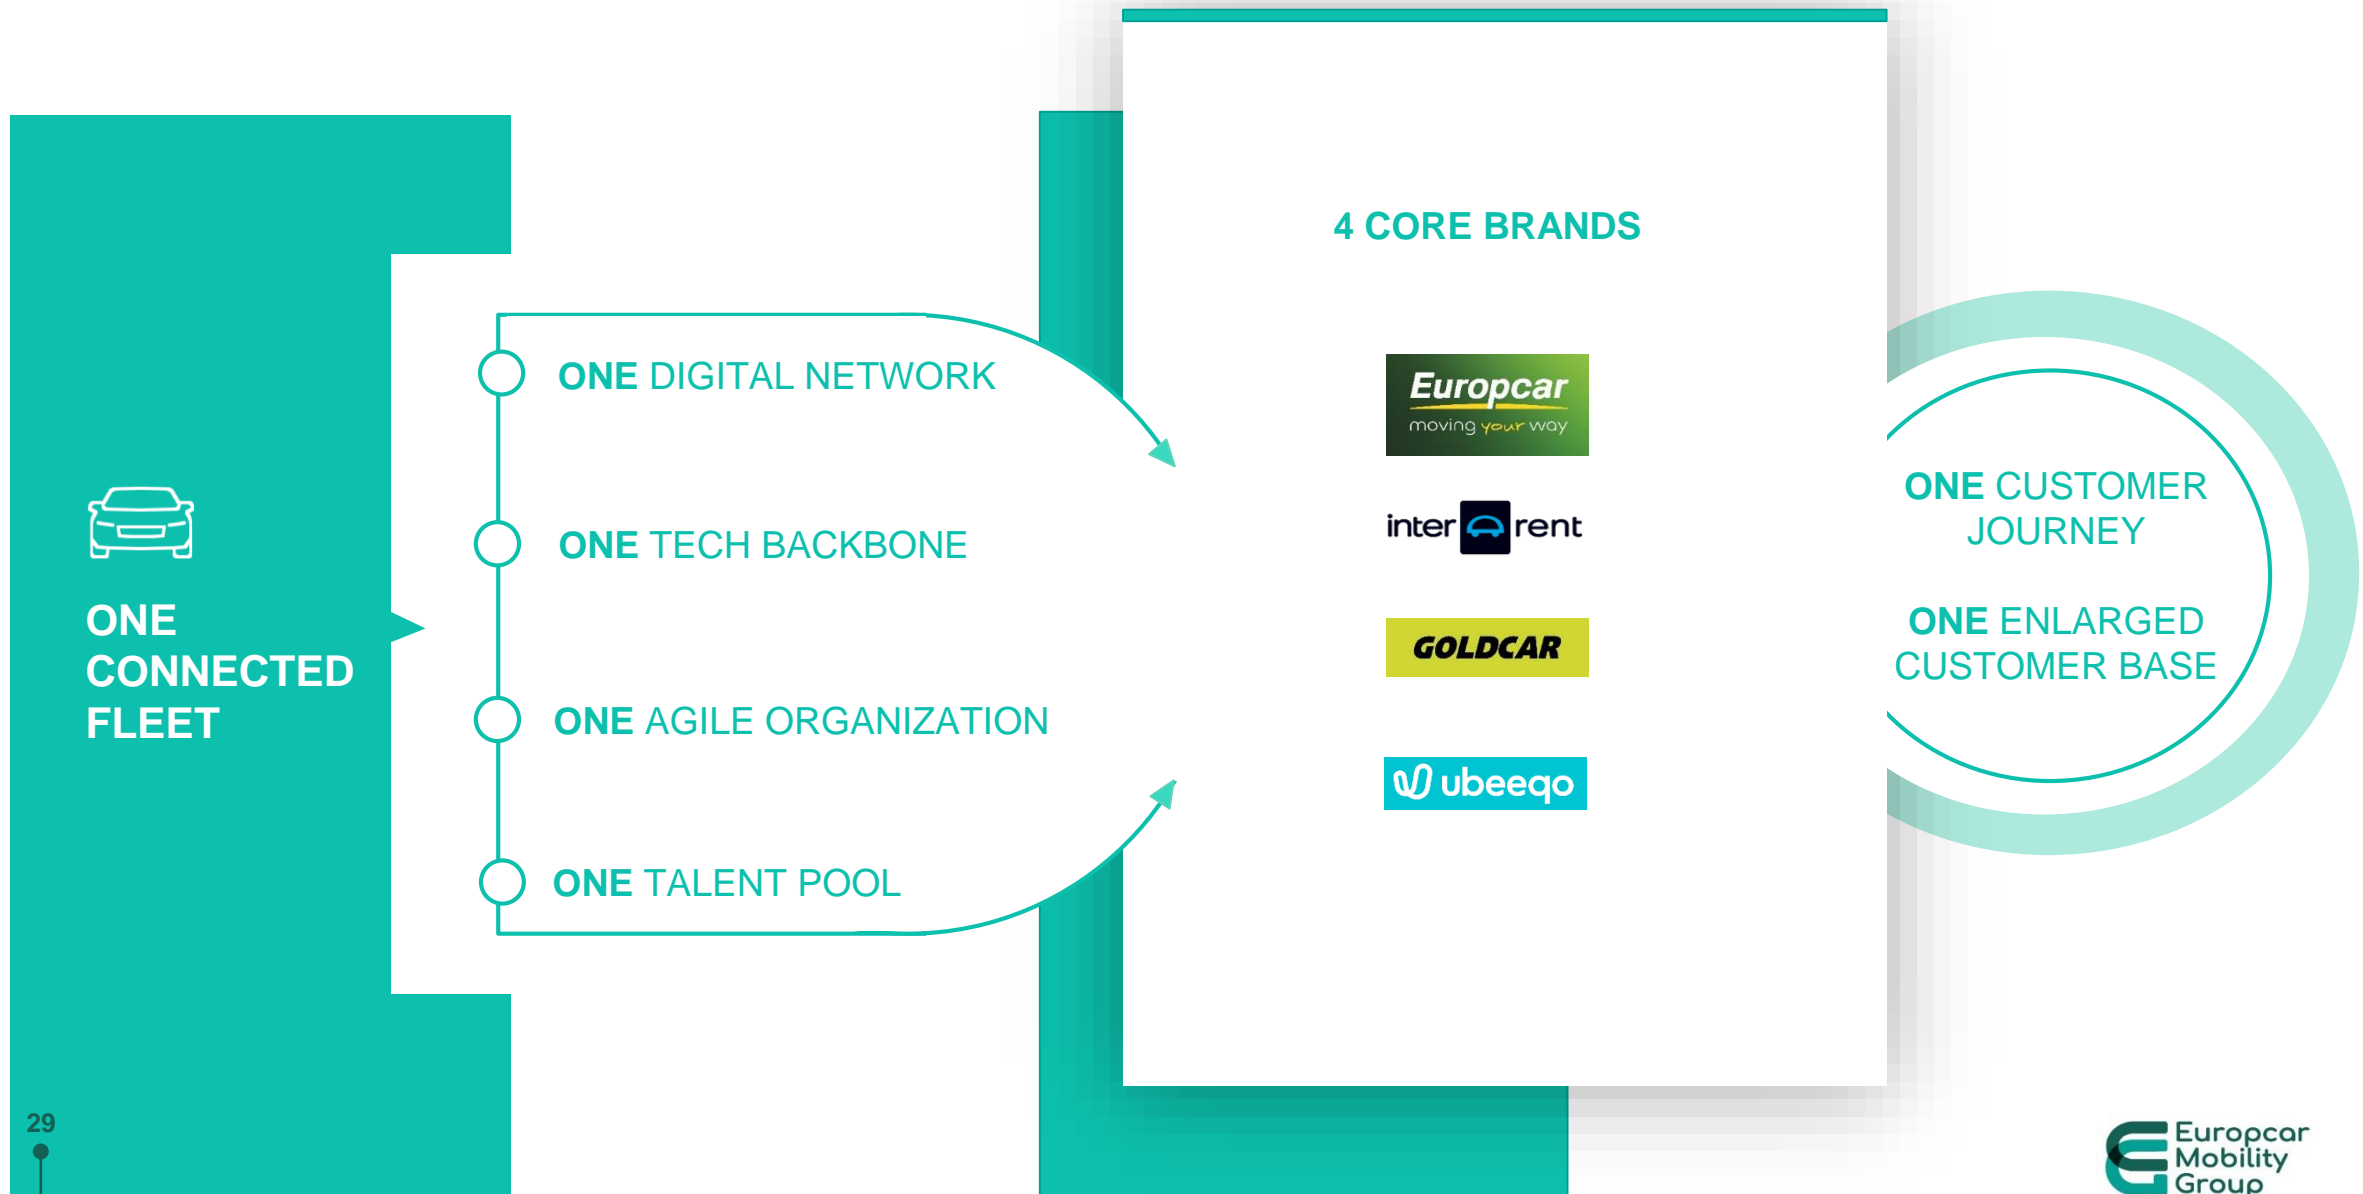 ONE
CONNECTED
FLEET
ONE DIGITAL NETWORK
ONE TECH BACKBONE
ONE AGILE ORGANIZATION
ONE TALENT POOL
4 CORE BRANDS
Europcar
moving your way
inter rent
GOLDCAR
ubeeqo
ONE CUSTOMER
JOURNEY
ONE ENLARGED
CUSTOMER BASE
29
Europcar
Mobility
Group